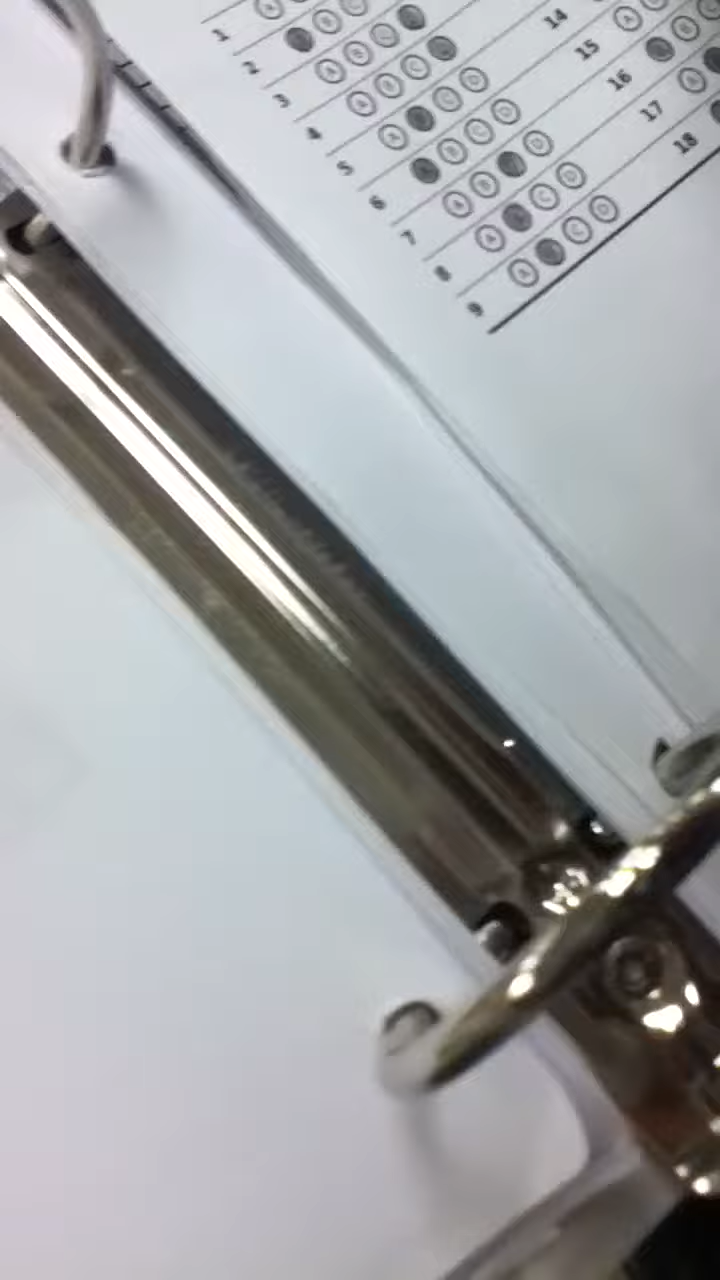 1 A
2 B C
3 A B C
4 A B C
5 A C D
6 B C D
7 A B D
8 A C D
9 A C D
14
15 A
16 B
17 A
18